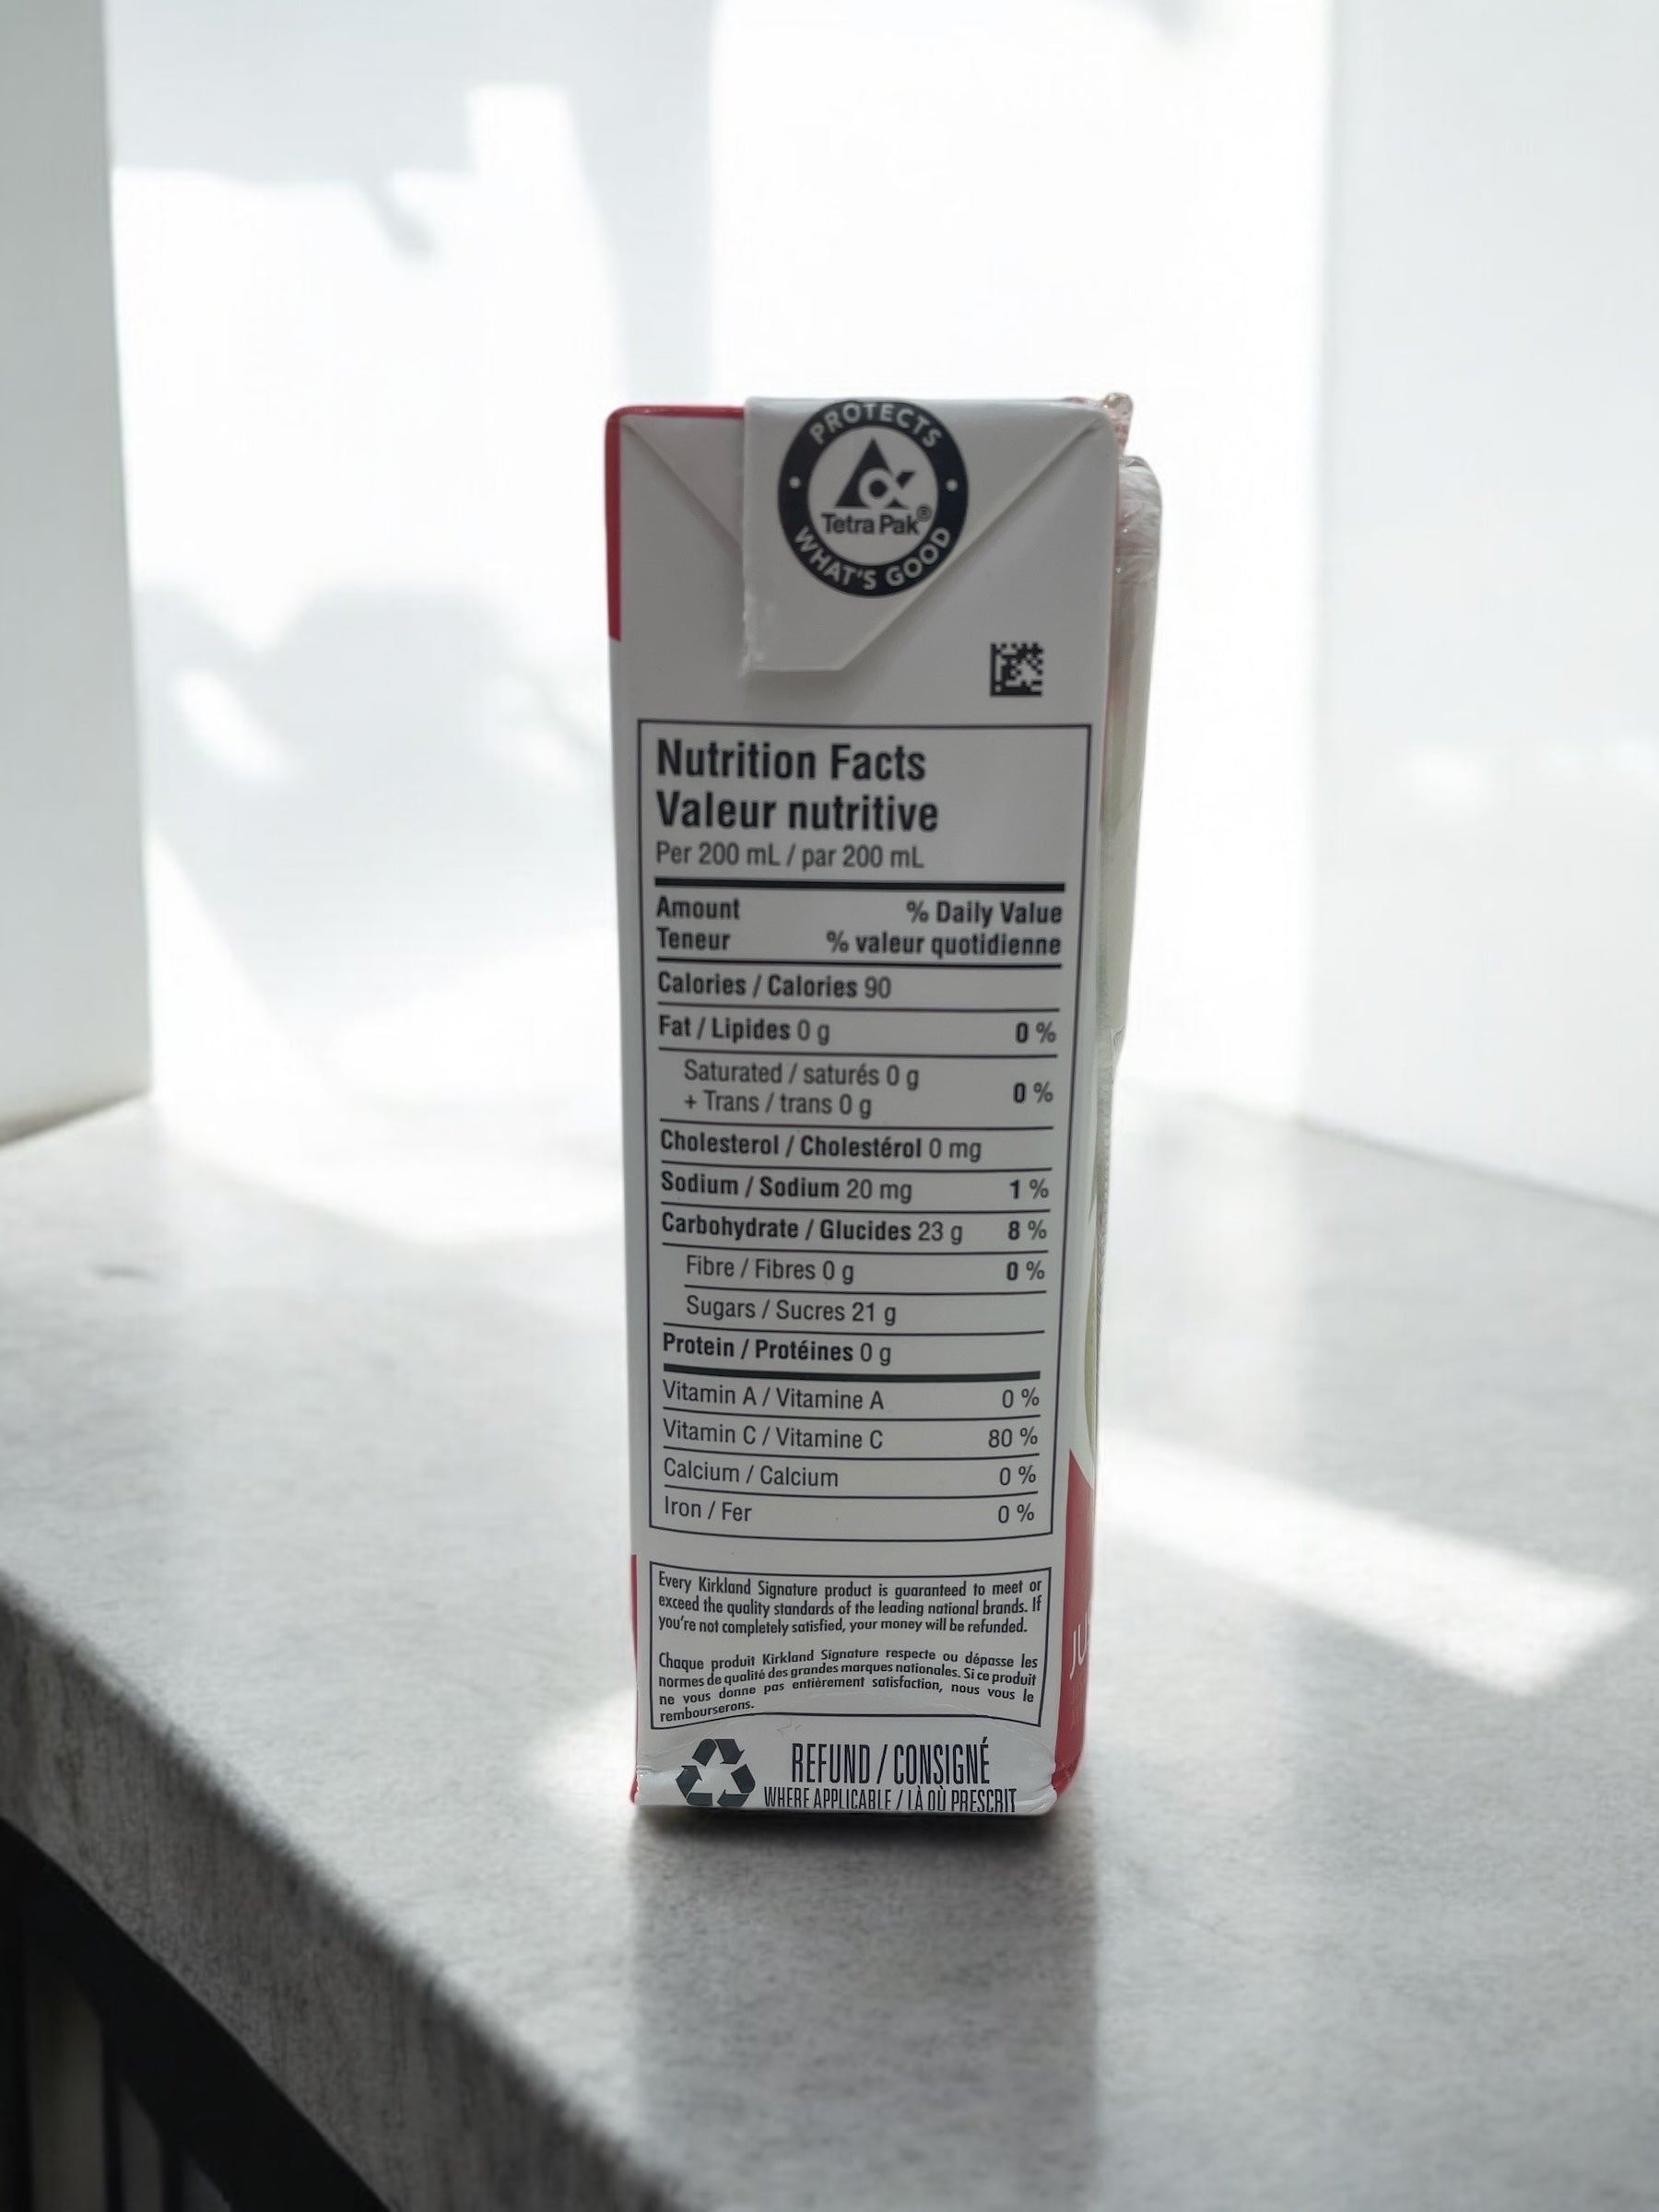 PROTECTS
Tetra Pak®
WHAT'S GOOD
Nutrition Facts
Valeur nutritive
Per 200 mL / par 200 mL
Amount % Daily Value
Teneur % valeur quotidienne
Calories / Calories 90
Fat / Lipides 0 g 0 %
Saturated / saturés 0 g
+ Trans / trans 0 g 0 %
Cholesterol / Cholestérol 0 mg
Sodium / Sodium 20 mg 1 %
Carbohydrate / Glucides 23 g 8 %
Fibre / Fibres 0 g 0 %
Sugars / Sucres 21 g
Protein / Protéines 0 g
Vitamin A / Vitamine A 0 %
Vitamin C / Vitamine C 80 %
Calcium / Calcium 0 %
Iron / Fer 0 %
Every Kirkland Signature product is guaranteed to meet or
exceed the quality standards of the leading national brands. If
you're not completely satisfied, your money will be refunded.
Chaque produit Kirkland Signature respecte ou dépasse les
normes de qualité des grandes marques nationales. Si ce produit
ne vous donne pas entièrement satisfaction, nous vous le
rembourserons.
REFUND / CONSIGNÉ
WHERE APPLICABLE / LÀ OÙ PRESCRIT
JU